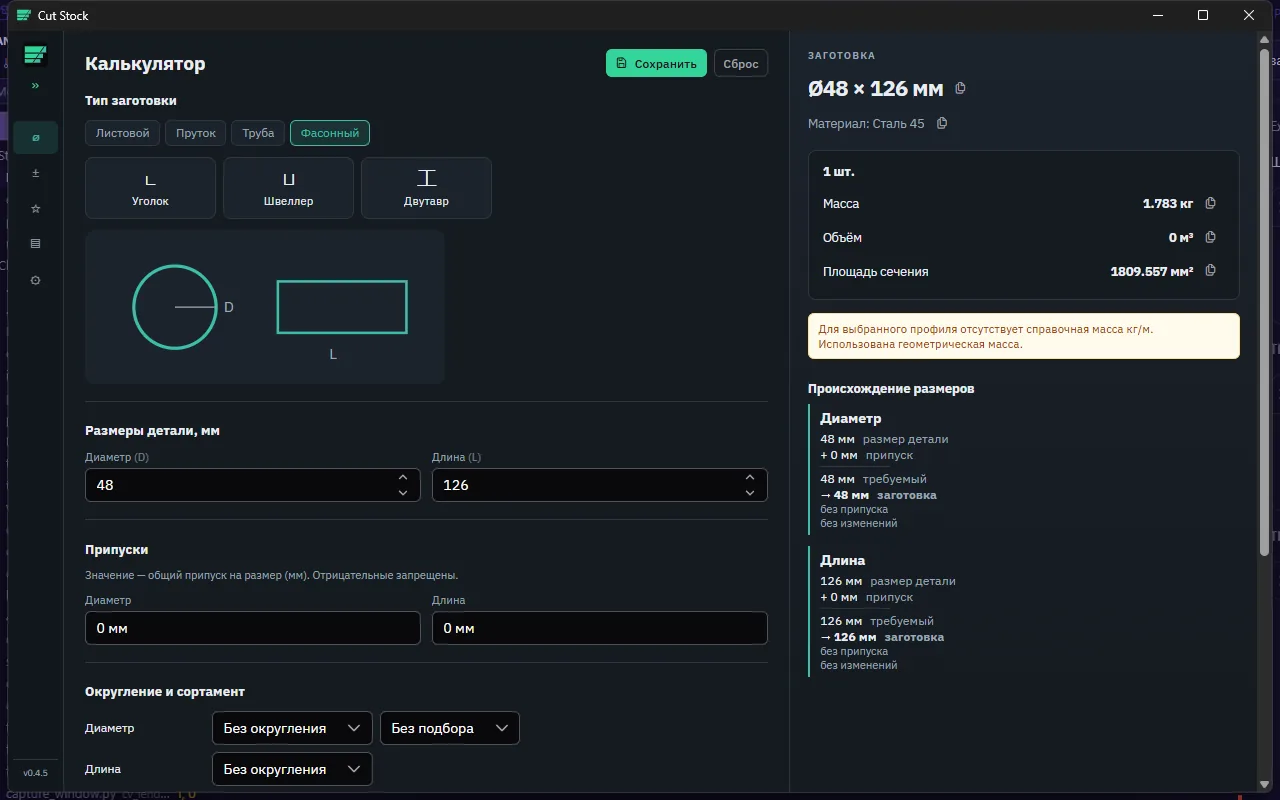 Cut Stock
Калькулятор
Сохранить
Сброс
Тип заготовки
Листовой
Пруток
Труба
Фасонный
Уголок
Швеллер
Двутавр
D
L
Размеры детали, мм
Диаметр (D)
Длина (L)
48
126
Припуски
Значение — общий припуск на размер (мм). Отрицательные запрещены.
Диаметр
Длина
0 мм
0 мм
Округление и сортамент
Диаметр
Без округления
Без подбора
Длина
Без округления
v0.4.5
ЗАГОТОВКА
Ø48 × 126 мм
Материал: Сталь 45
1 шт.
Масса 1.783 кг
Объём 0 м³
Площадь сечения 1809.557 мм²
Для выбранного профиля отсутствует справочная масса кг/м.
Использована геометрическая масса.
Происхождение размеров
Диаметр
48 мм размер детали
+ 0 мм припуск
48 мм требуемый
→ 48 мм заготовка
без припуска
без изменений
Длина
126 мм размер детали
+ 0 мм припуск
126 мм требуемый
→ 126 мм заготовка
без припуска
без изменений